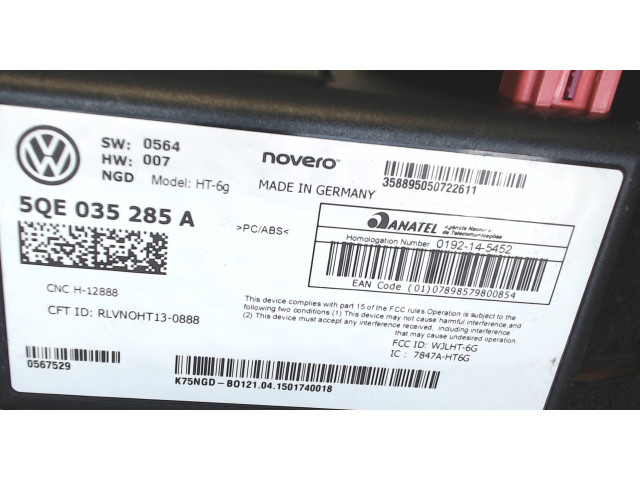 SW: 0564
HW: 007
NGD Model: HT-6g
novero™
MADE IN GERMANY
358895050722611
5QE 035 285 A
>PC/ABS<
ANATEL Agência Nacional de Telecomunicações
Homologation Number 0192-14-5452
EAN Code (01)07898579800854
CNC H-12888
CFT ID: RLVNOHT13-0888
This device complies with part 15 of the FCC rules Operation is subject to the
following two conditions:(1) This device may not cause harmful interference,and
(2) This device must accept any interference received, including interference
that may cause undesired operation.
FCC ID: WJLHT-6G
IC : 7847A-HT6G
0567529
K75NGD-BO121.04.1501740018